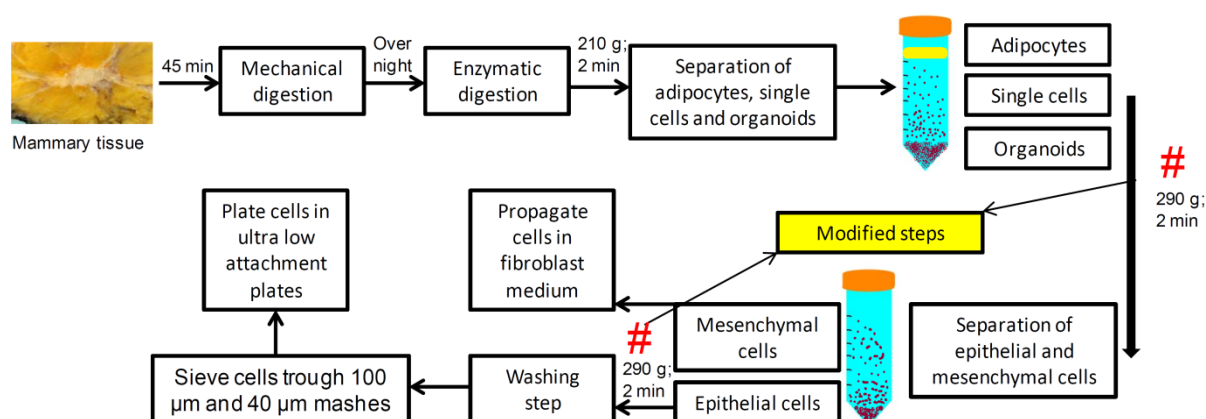 Mammary tissue
45 min
Mechanical
digestion
Over
night
Enzymatic
digestion
210 g;
2 min
Separation of
adipocytes, single
cells and organoids
Adipocytes
Single cells
Organoids
#
290 g;
2 min
Modified steps
Separation of
epithelial and
mesenchymal cells
Mesenchymal
cells
Epithelial cells
Propagate
cells in
fibroblast
medium
#
290 g;
2 min
Washing
step
Sieve cells trough 100
µm and 40 µm mashes
Plate cells in
ultra low
attachment
plates